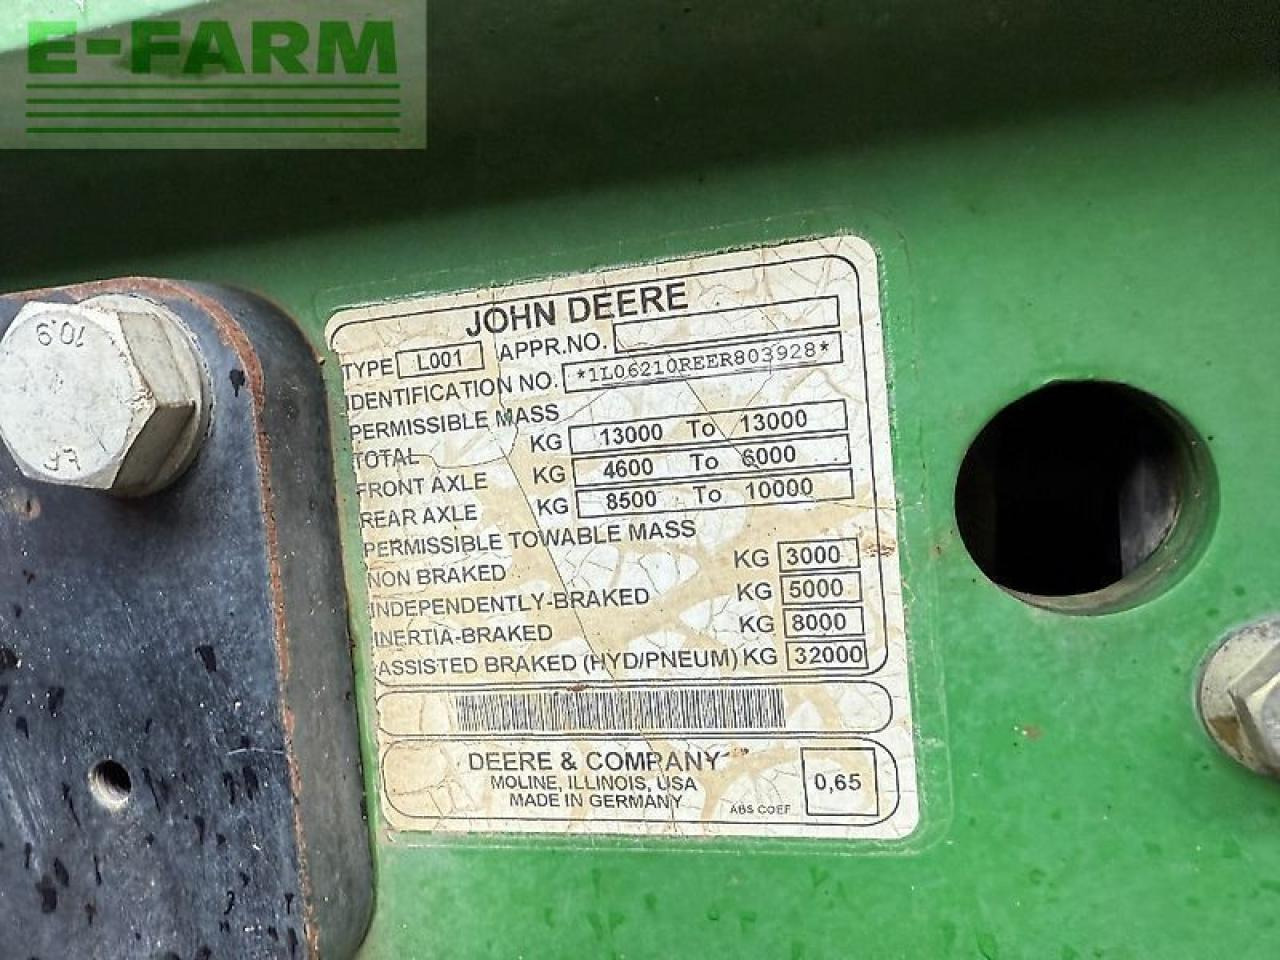 E-FARM
10.9
JOHN DEERE
TYPE L001 APPR.NO.
IDENTIFICATION NO. *1L06210REER803928*
PERMISSIBLE MASS
TOTAL KG 13000 To 13000
FRONT AXLE KG 4600 To 6000
REAR AXLE KG 8500 To 10000
PERMISSIBLE TOWABLE MASS
NON BRAKED KG 3000
INDEPENDENTLY-BRAKED KG 5000
INERTIA-BRAKED KG 8000
ASSISTED BRAKED (HYD/PNEUM) KG 32000
DEERE & COMPANY
MOLINE, ILLINOIS, USA
MADE IN GERMANY
ABS COEF 0,65